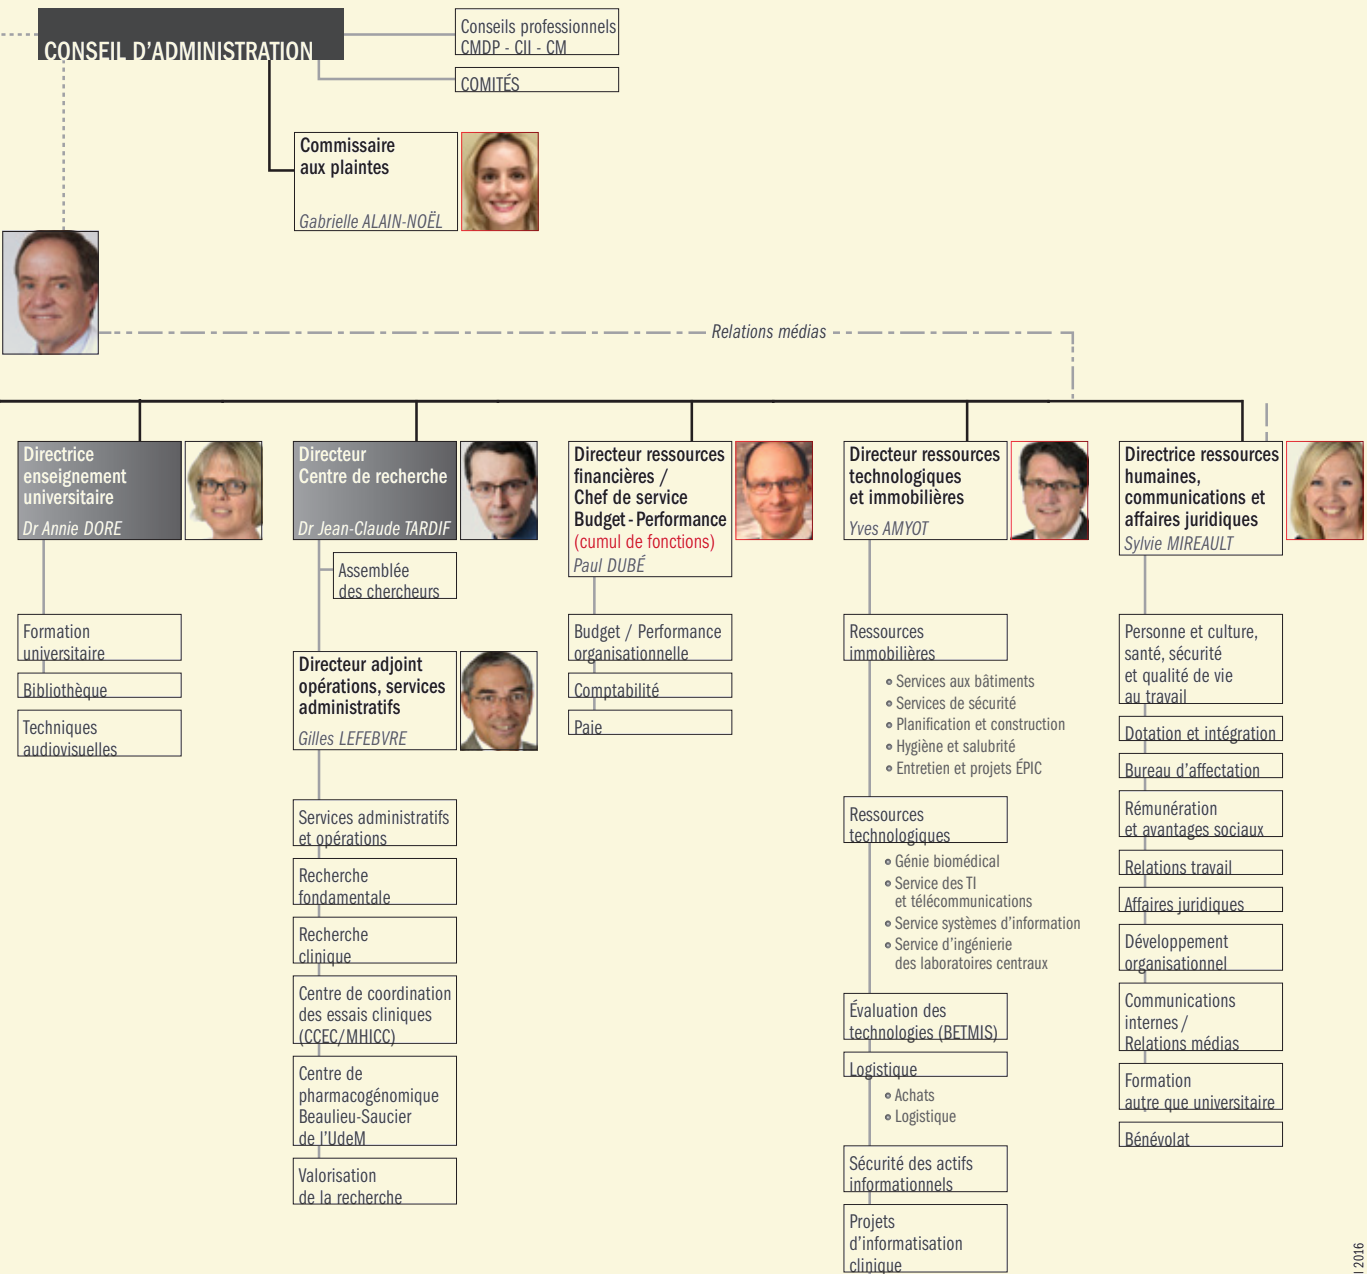 CONSEIL D'ADMINISTRATION
Conseils professionnels
CMDP - CII - CM
COMITÉS
Commissaire
aux plaintes
Gabrielle ALAIN-NOËL
Relations médias
Directrice
enseignement
universitaire
Dr Annie DORE
Formation
universitaire
Bibliothèque
Techniques
audiovisuelles
Directeur
Centre de recherche
Dr Jean-Claude TARDIF
Assemblée
des chercheurs
Directeur adjoint
opérations, services
administratifs
Gilles LEFEBVRE
Services administratifs
et opérations
Recherche
fondamentale
Recherche
clinique
Centre de coordination
des essais cliniques
(CCEC/MHICC)
Centre de
pharmacogénomique
Beaulieu-Saucier
de l'UdeM
Valorisation
de la recherche
Directeur ressources
financières /
Chef de service
Budget - Performance
(cumul de fonctions)
Paul DUBÉ
Budget / Performance
organisationnelle
Comptabilité
Paie
Directeur ressources
technologiques
et immobilières
Yves AMYOT
Ressources
immobilières
• Services aux bâtiments
• Services de sécurité
• Planification et construction
• Hygiène et salubrité
• Entretien et projets ÉPIC
Ressources
technologiques
• Génie biomédical
• Service des TI
et télécommunications
• Service systèmes d'information
• Service d'ingénierie
des laboratoires centraux
Évaluation des
technologies (BETMIS)
Logistique
• Achats
• Logistique
Sécurité des actifs
informationnels
Projets
d'informatisation
clinique
Directrice ressources
humaines,
communications et
affaires juridiques
Sylvie MIREAULT
Personne et culture,
santé, sécurité
et qualité de vie
au travail
Dotation et intégration
Bureau d'affectation
Rémunération
et avantages sociaux
Relations travail
Affaires juridiques
Développement
organisationnel
Communications
internes /
Relations médias
Formation
autre que universitaire
Bénévolat
2016